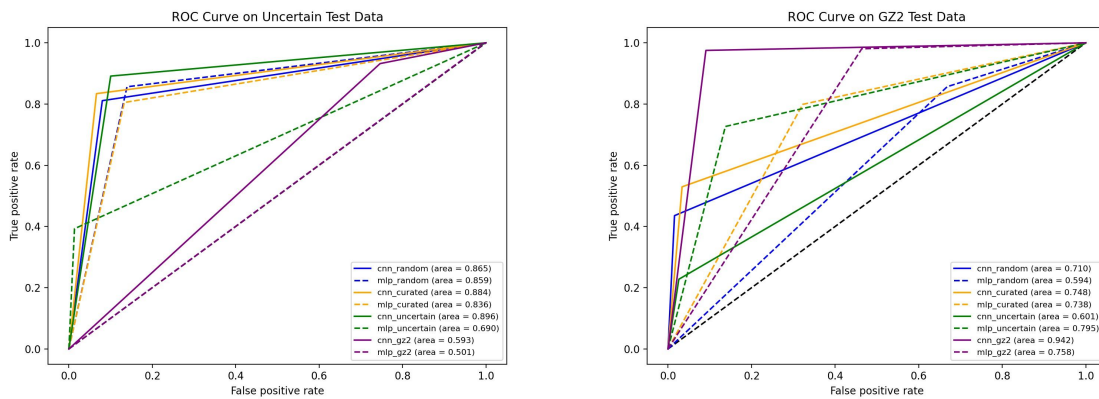 ROC Curve on Uncertain Test Data
True positive rate
1.0
0.8
0.6
0.4
0.2
0.0
cnn_random (area = 0.865)
mlp_random (area = 0.859)
cnn_curated (area = 0.884)
mlp_curated (area = 0.836)
cnn_uncertain (area = 0.896)
mlp_uncertain (area = 0.690)
cnn_gz2 (area = 0.593)
mlp_gz2 (area = 0.501)
0.0 0.2 0.4 0.6 0.8 1.0
False positive rate
ROC Curve on GZ2 Test Data
True positive rate
1.0
0.8
0.6
0.4
0.2
0.0
cnn_random (area = 0.710)
mlp_random (area = 0.594)
cnn_curated (area = 0.748)
mlp_curated (area = 0.738)
cnn_uncertain (area = 0.601)
mlp_uncertain (area = 0.795)
cnn_gz2 (area = 0.942)
mlp_gz2 (area = 0.758)
0.0 0.2 0.4 0.6 0.8 1.0
False positive rate